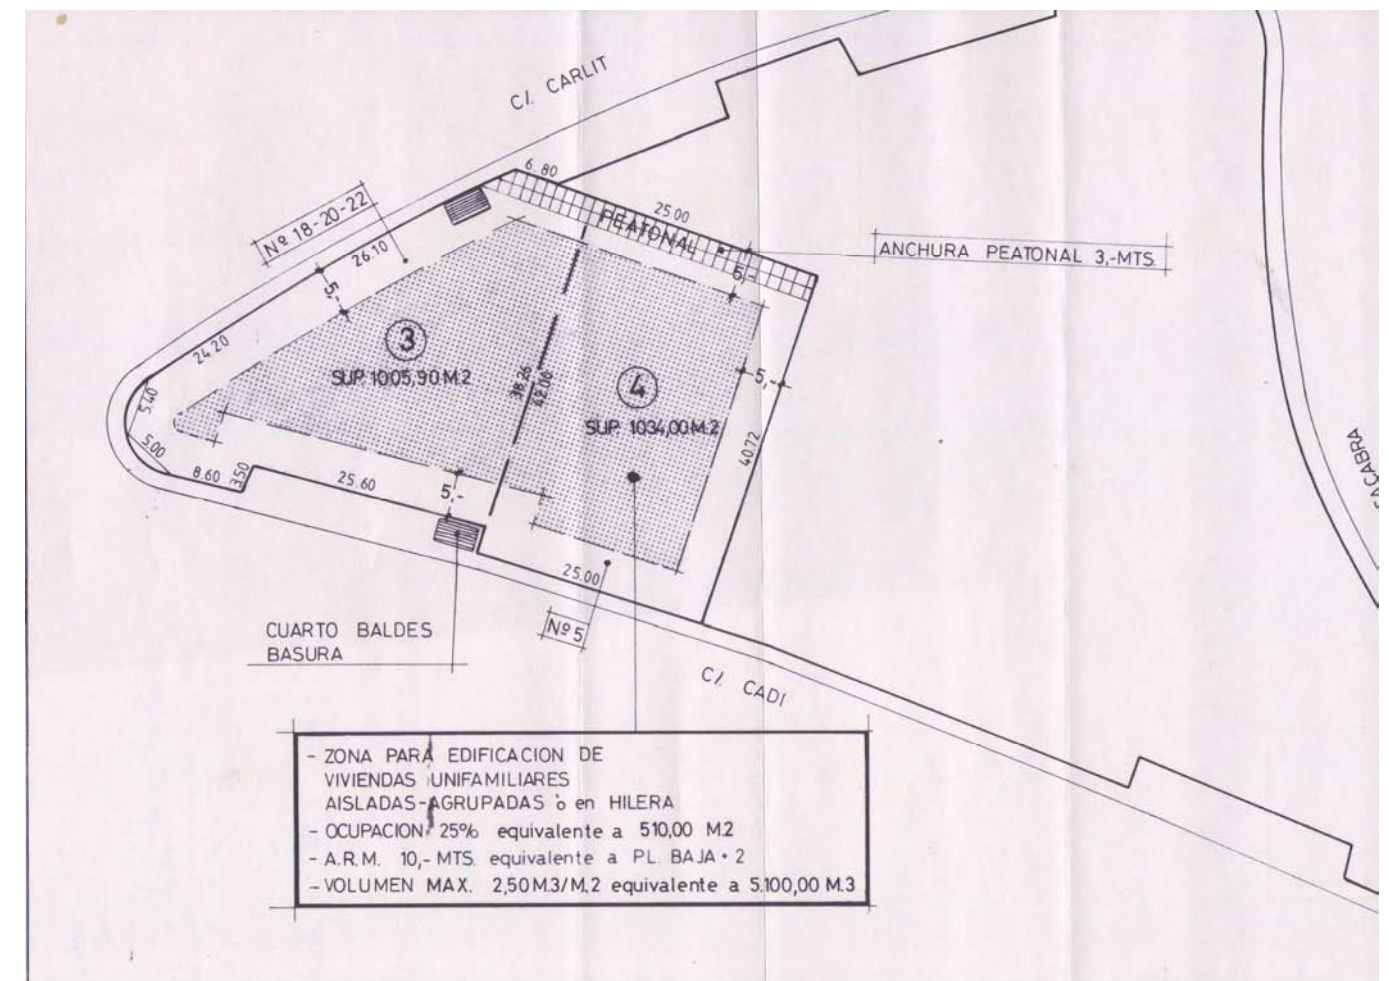 C/. CARLIT
6.80
25.00
PEATONAL
Nº 18-20-22
26.10
ANCHURA PEATONAL 3,-MTS.
5,-
5,-
3
24.20
SUP. 1005,90 M.2
38.26
42.00
4
5,-
SUP. 1034,00 M.2
5.40
5.00
8.60
3.50
25.60
5,-
40.72
25.00
Nº 5
CUARTO BALDES
BASURA
C/. CADI
SACABRA
- ZONA PARA EDIFICACION DE
VIVIENDAS UNIFAMILIARES
AISLADAS-AGRUPADAS ò en HILERA
- OCUPACION 25% equivalente a 510,00 M.2
- A.R.M. 10,- MTS. equivalente a PL. BAJA + 2
- VOLUMEN MAX. 2,50 M.3/M.2 equivalente a 5.100,00 M.3